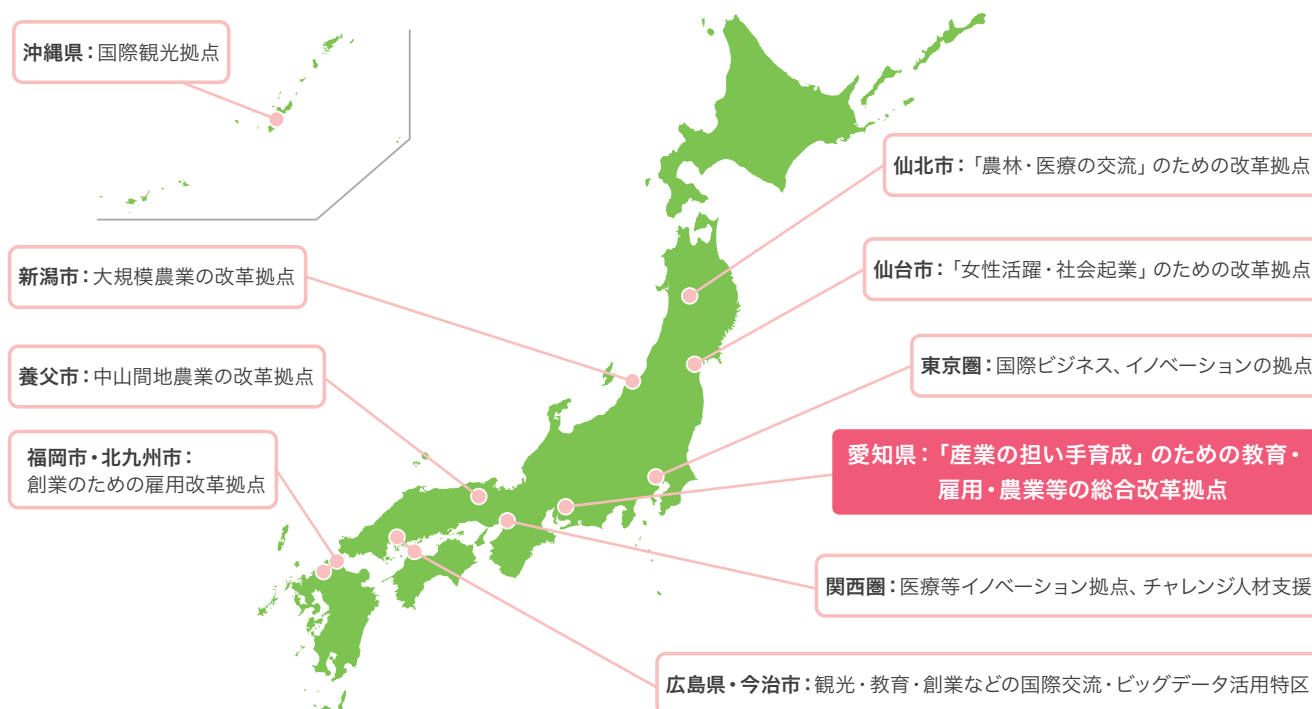 沖縄県：国際観光拠点
仙北市：「農林・医療の交流」のための改革拠点
新潟市：大規模農業の改革拠点
仙台市：「女性活躍・社会起業」のための改革拠点
養父市：中山間地農業の改革拠点
東京圏：国際ビジネス、イノベーションの拠点
福岡市・北九州市：
創業のための雇用改革拠点
愛知県：「産業の担い手育成」のための教育・
雇用・農業等の総合改革拠点
関西圏：医療等イノベーション拠点、チャレンジ人材支援
広島県・今治市：観光・教育・創業などの国際交流・ビッグデータ活用特区